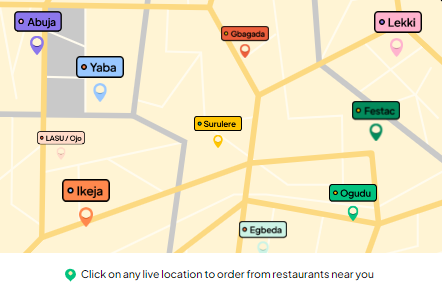 Abuja
Lekki
Gbagada
Yaba
Festac
Surulere
LASU / Ojo
Ikeja
Ogudu
Egbeda
Click on any live location to order from restaurants near you